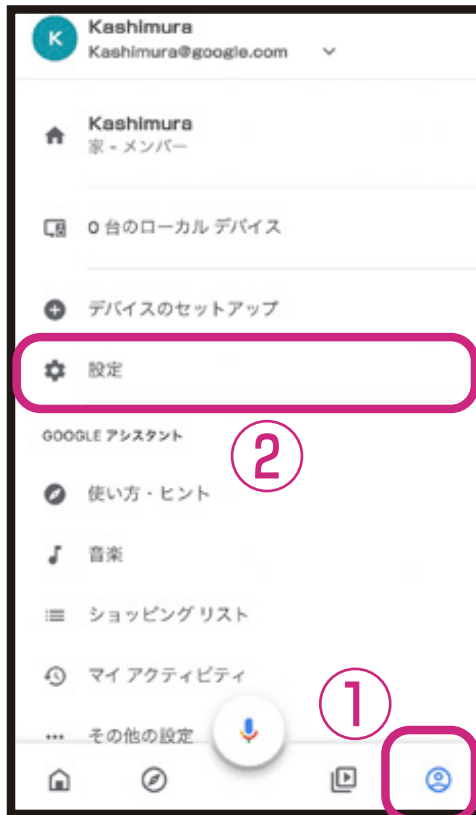 K
Kashimura
Kashimura@google.com
Kashimura
家 - メンバー
0 台のローカル デバイス
デバイスのセットアップ
設定
GOOGLE アシスタント
②
使い方・ヒント
音楽
ショッピング リスト
マイ アクティビティ
①
その他の設定